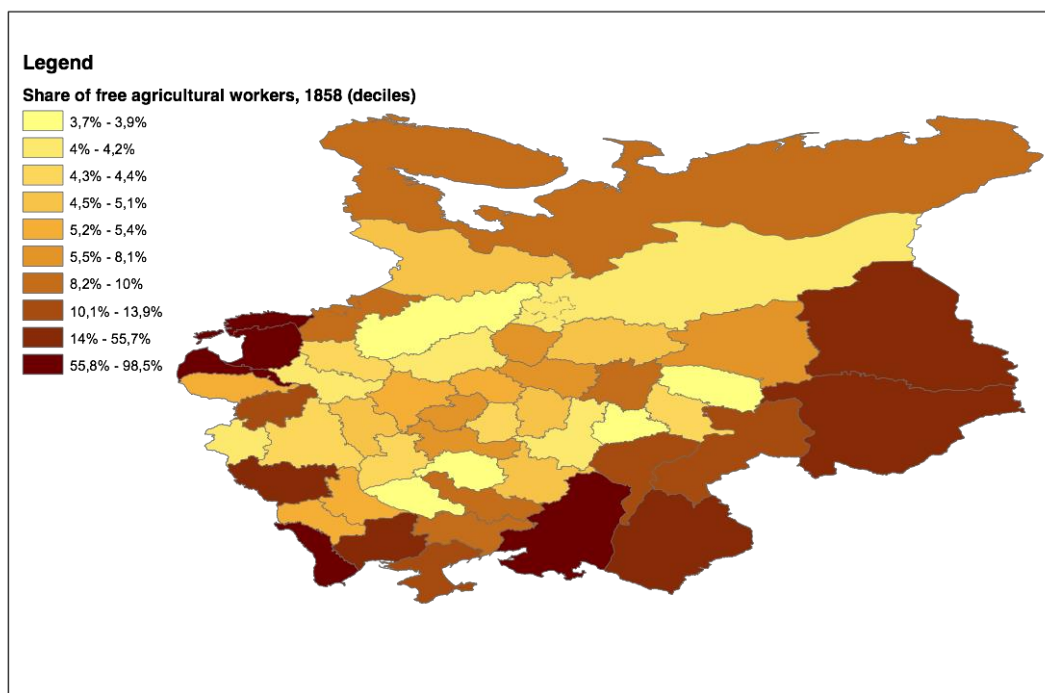 Legend
Share of free agricultural workers, 1858 (deciles)
3,7% - 3,9%
4% - 4,2%
4,3% - 4,4%
4,5% - 5,1%
5,2% - 5,4%
5,5% - 8,1%
8,2% - 10%
10,1% - 13,9%
14% - 55,7%
55,8% - 98,5%